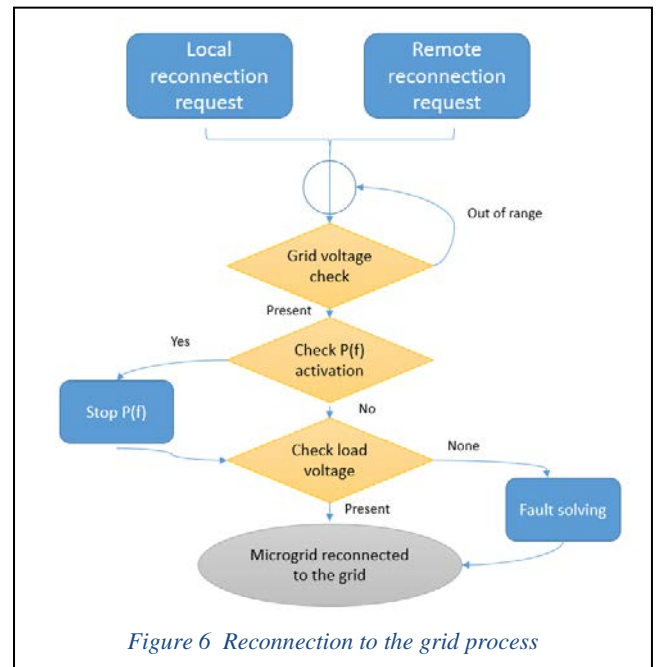 Local
reconnection
request
Remote
reconnection
request
Out of range
Grid voltage
check
Present
Yes
Check P(f)
activation
Stop P(f)
No
Check load
voltage
None
Fault solving
Present
Microgrid reconnected
to the grid
Figure 6  Reconnection to the grid process